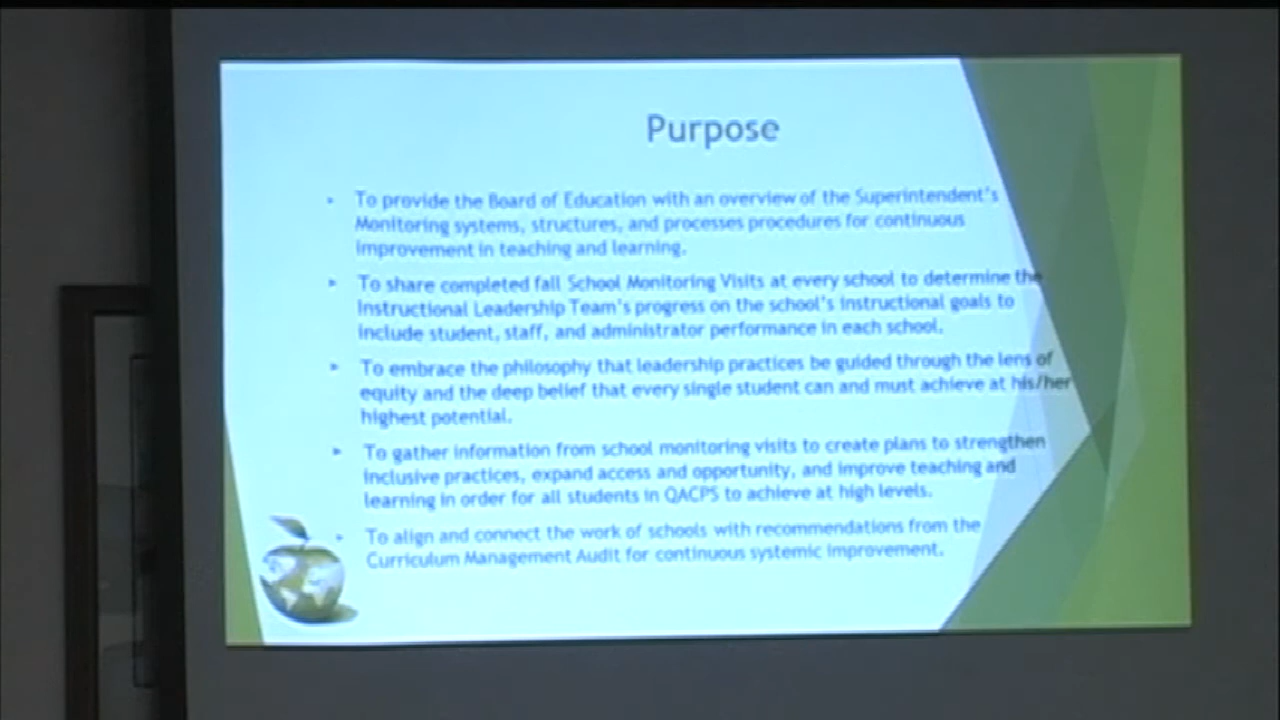 Purpose
To provide the Board of Education with an overview of the Superintendent's
Monitoring systems, structures, and processes procedures for continuous
improvement in teaching and learning.
To share completed fall School Monitoring Visits at every school to determine the
Instructional Leadership Team's progress on the school's instructional goals to
include student, staff, and administrator performance in each school.
To embrace the philosophy that leadership practices be guided through the lens of
equity and the deep belief that every single student can and must achieve at his/her
highest potential.
To gather information from school monitoring visits to create plans to strengthen
inclusive practices, expand access and opportunity, and improve teaching and
learning in order for all students in QACPS to achieve at high levels.
To align and connect the work of schools with recommendations from the
Curriculum Management Audit for continuous systemic improvement.